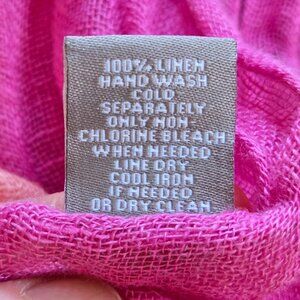 100% LINEN
HAND WASH
COLD
SEPARATELY
ONLY NON-
CHLORINE BLEACH
WHEN NEEDED
LINE DRY
COOL IRON
IF NEEDED
OR DRY CLEAN